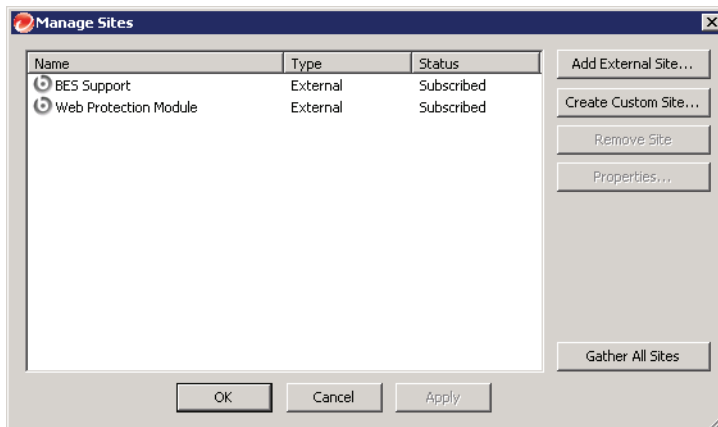 Manage Sites
Name Type Status
BES Support External Subscribed
Web Protection Module External Subscribed
Add External Site...
Create Custom Site...
Remove Site
Properties...
Gather All Sites
OK Cancel Apply